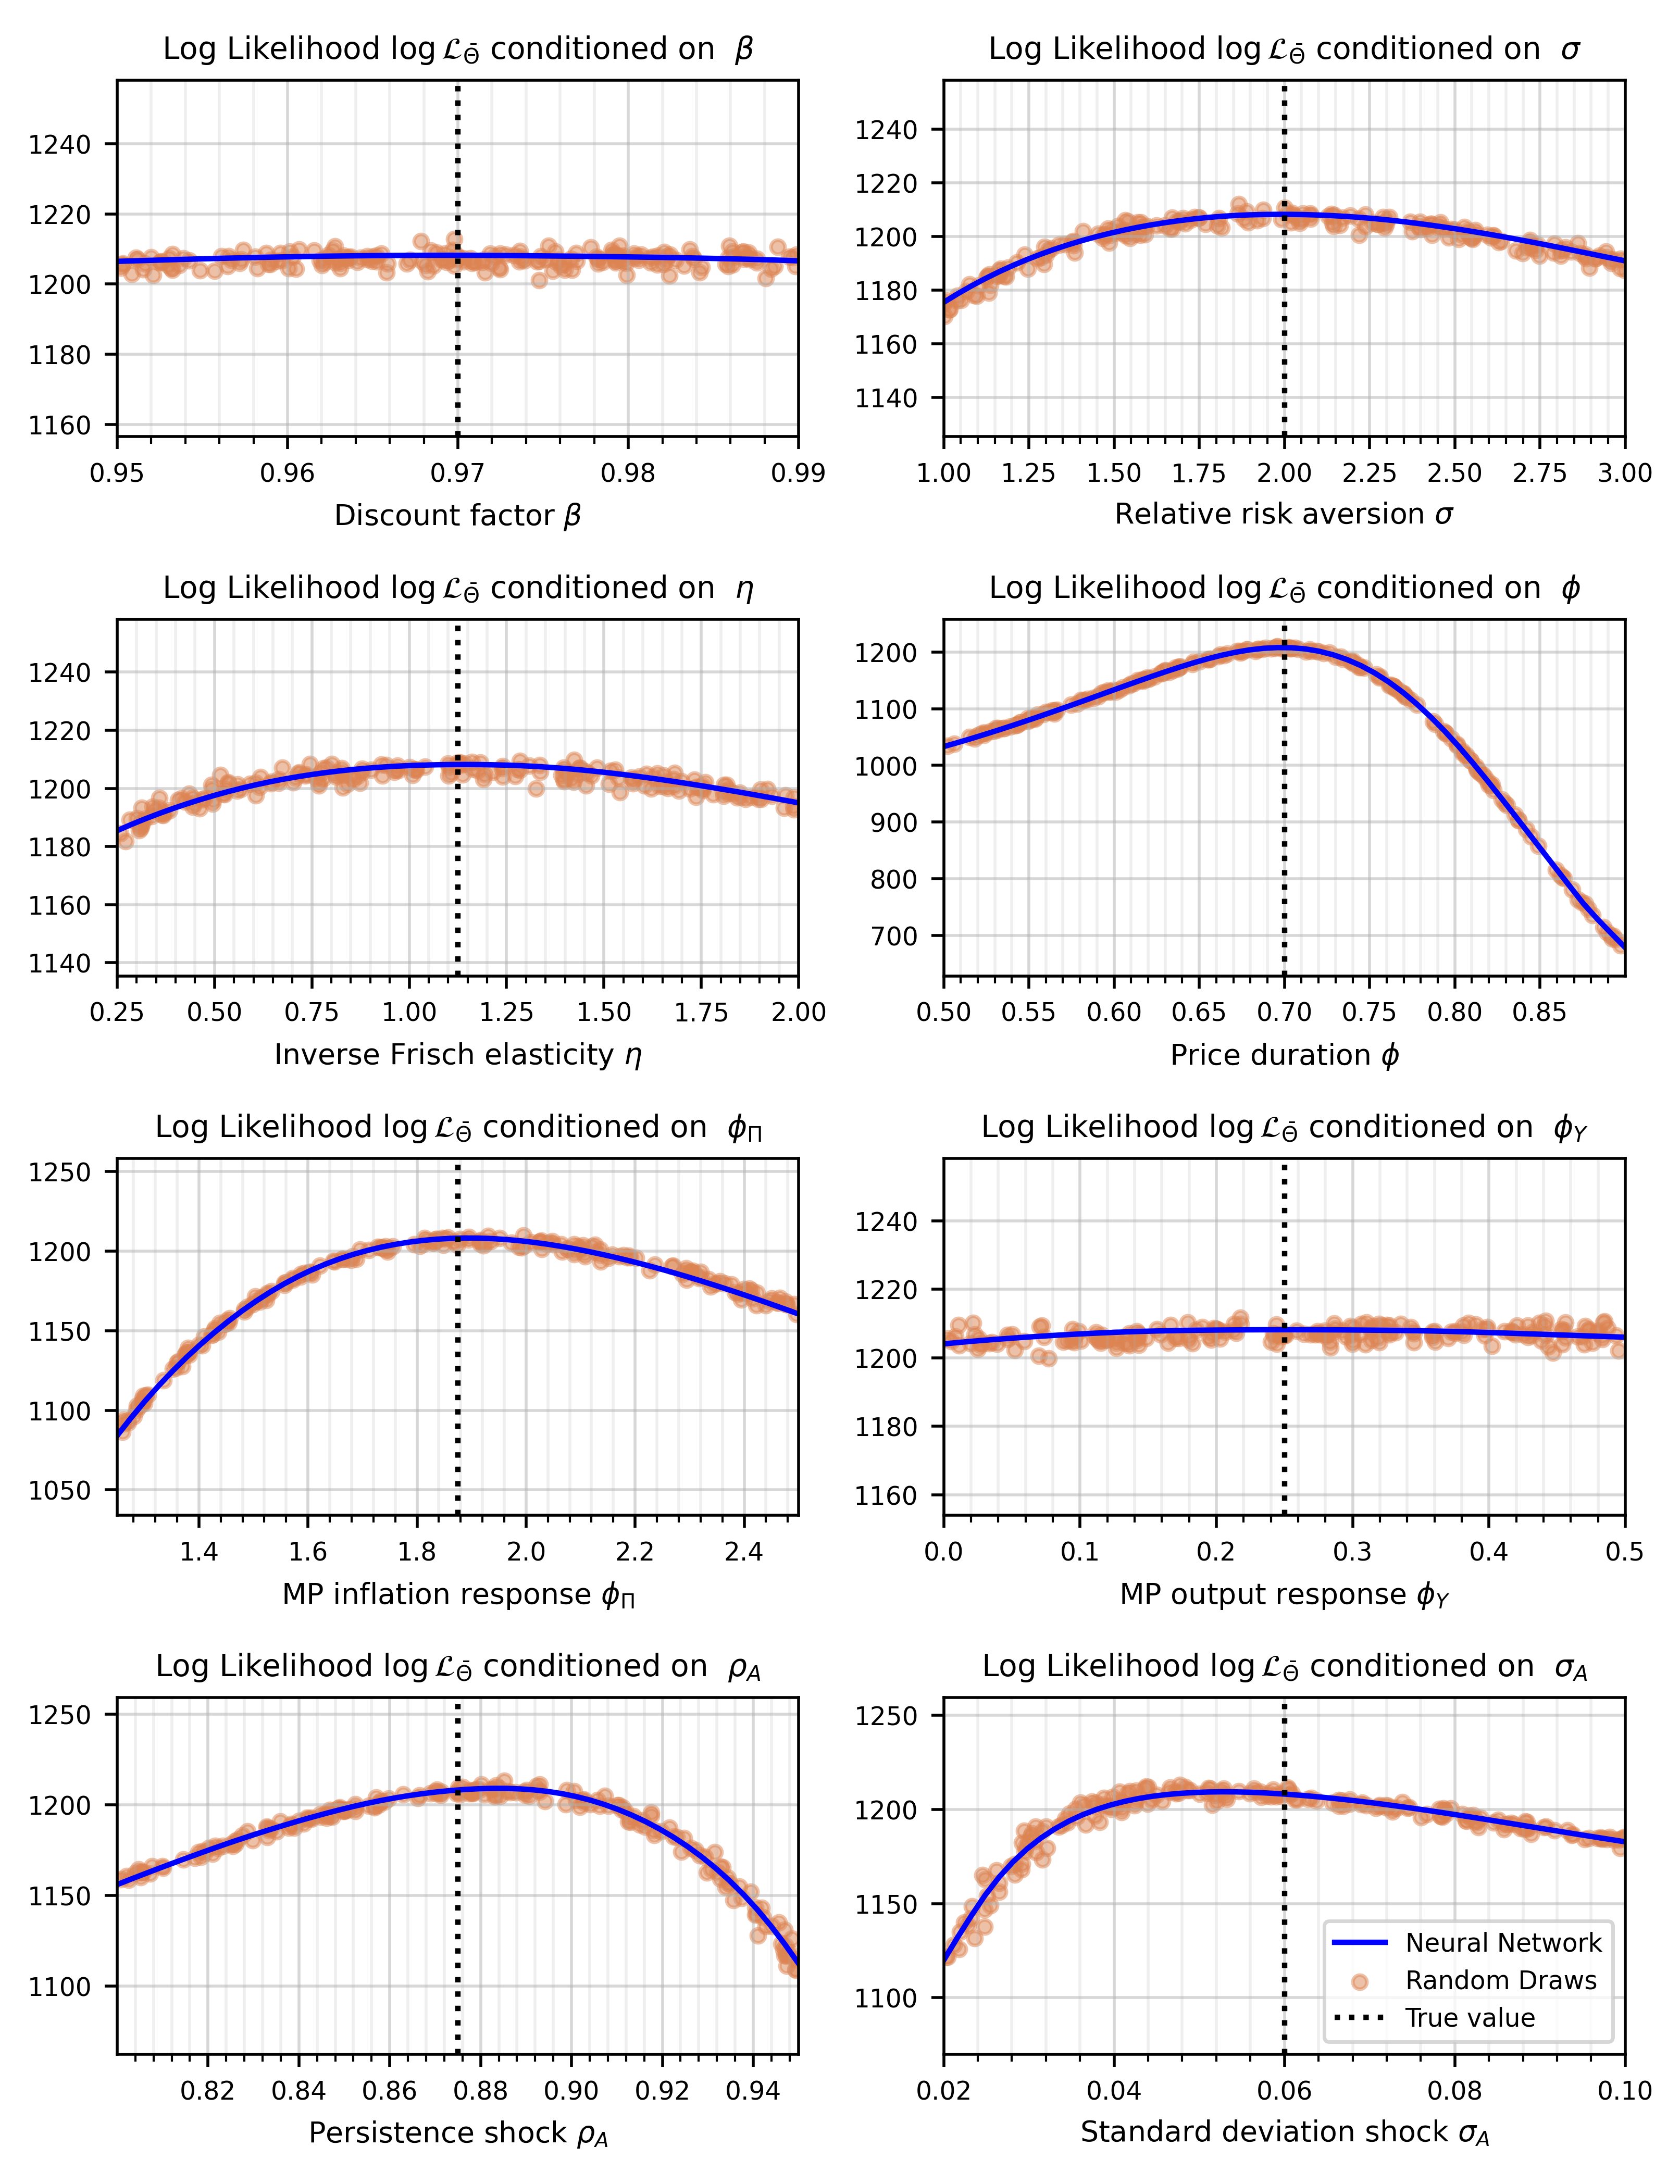 Log Likelihood log ℒ_Θ̄ conditioned on β
1240
1220
1200
1180
1160
0.95 0.96 0.97 0.98 0.99
Discount factor β
Log Likelihood log ℒ_Θ̄ conditioned on σ
1240
1220
1200
1180
1160
1140
1.00 1.25 1.50 1.75 2.00 2.25 2.50 2.75 3.00
Relative risk aversion σ
Log Likelihood log ℒ_Θ̄ conditioned on η
1240
1220
1200
1180
1160
1140
0.25 0.50 0.75 1.00 1.25 1.50 1.75 2.00
Inverse Frisch elasticity η
Log Likelihood log ℒ_Θ̄ conditioned on ϕ
1200
1100
1000
900
800
700
0.50 0.55 0.60 0.65 0.70 0.75 0.80 0.85
Price duration ϕ
Log Likelihood log ℒ_Θ̄ conditioned on ϕ_Π
1250
1200
1150
1100
1050
1.4 1.6 1.8 2.0 2.2 2.4
MP inflation response ϕ_Π
Log Likelihood log ℒ_Θ̄ conditioned on ϕ_Y
1240
1220
1200
1180
1160
0.0 0.1 0.2 0.3 0.4 0.5
MP output response ϕ_Y
Log Likelihood log ℒ_Θ̄ conditioned on ρ_A
1250
1200
1150
1100
0.82 0.84 0.86 0.88 0.90 0.92 0.94
Persistence shock ρ_A
Log Likelihood log ℒ_Θ̄ conditioned on σ_A
1250
1200
1150
1100
Neural Network
Random Draws
True value
0.02 0.04 0.06 0.08 0.10
Standard deviation shock σ_A